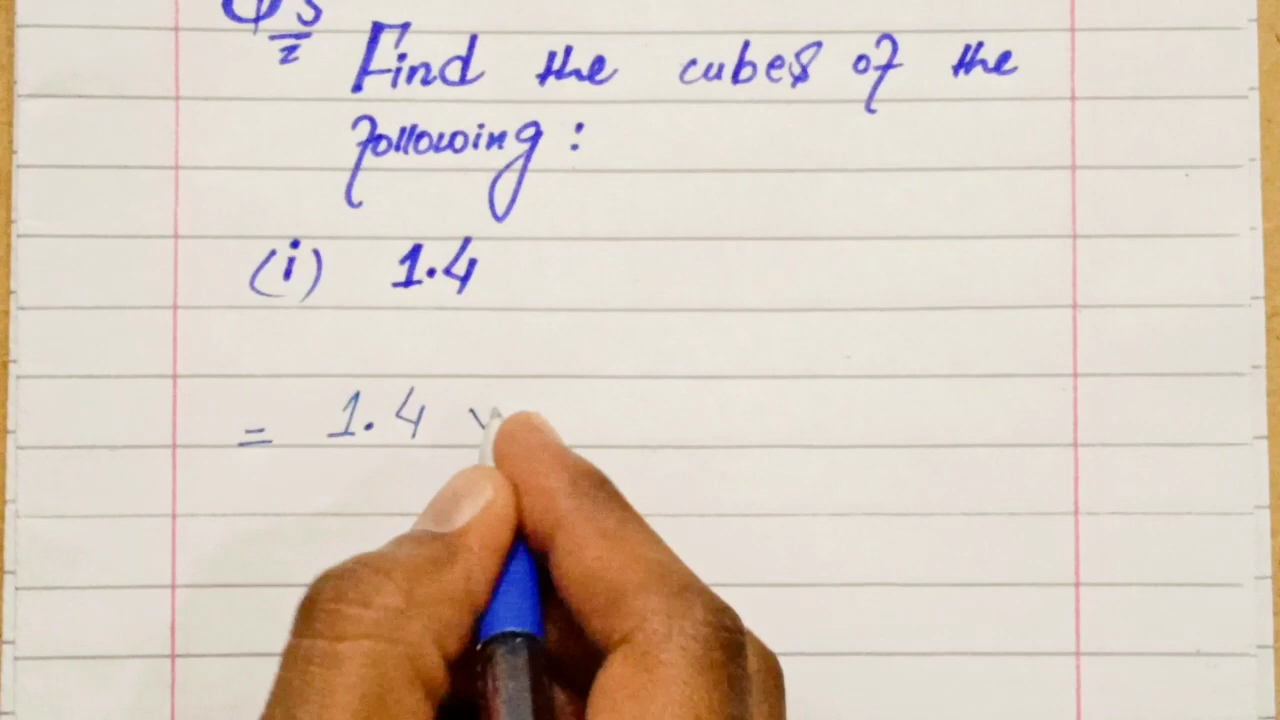 Find the cubes of the
following :
(i) 1.4
= 1.4